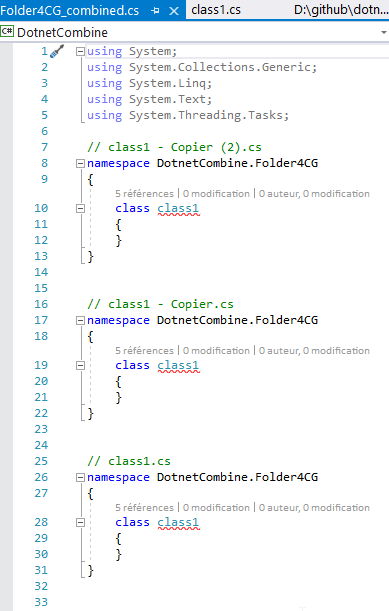 Folder4CG_combined.cs class1.cs D:\github\dotn...
C# DotnetCombine
1 using System;
2 using System.Collections.Generic;
3 using System.Linq;
4 using System.Text;
5 using System.Threading.Tasks;
6
7 // class1 - Copier (2).cs
8 namespace DotnetCombine.Folder4CG
9 {
5 références | 0 modification | 0 auteur, 0 modification
10 class class1
11 {
12 }
13 }
14
15
16 // class1 - Copier.cs
17 namespace DotnetCombine.Folder4CG
18 {
5 références | 0 modification | 0 auteur, 0 modification
19 class class1
20 {
21 }
22 }
23
24
25 // class1.cs
26 namespace DotnetCombine.Folder4CG
27 {
5 références | 0 modification | 0 auteur, 0 modification
28 class class1
29 {
30 }
31 }
32
33